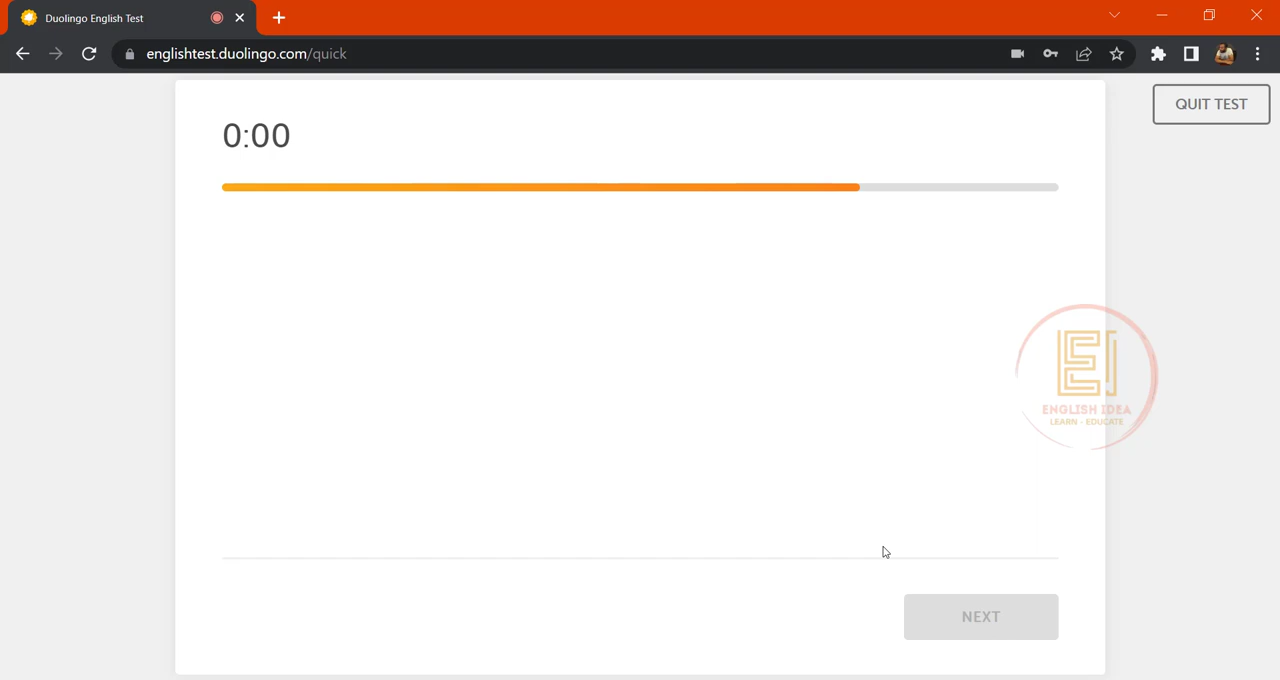 Duolingo English Test
englishtest.duolingo.com/quick
QUIT TEST
0:00
ENGLISH IDEA
LEARN - EDUCATE
NEXT